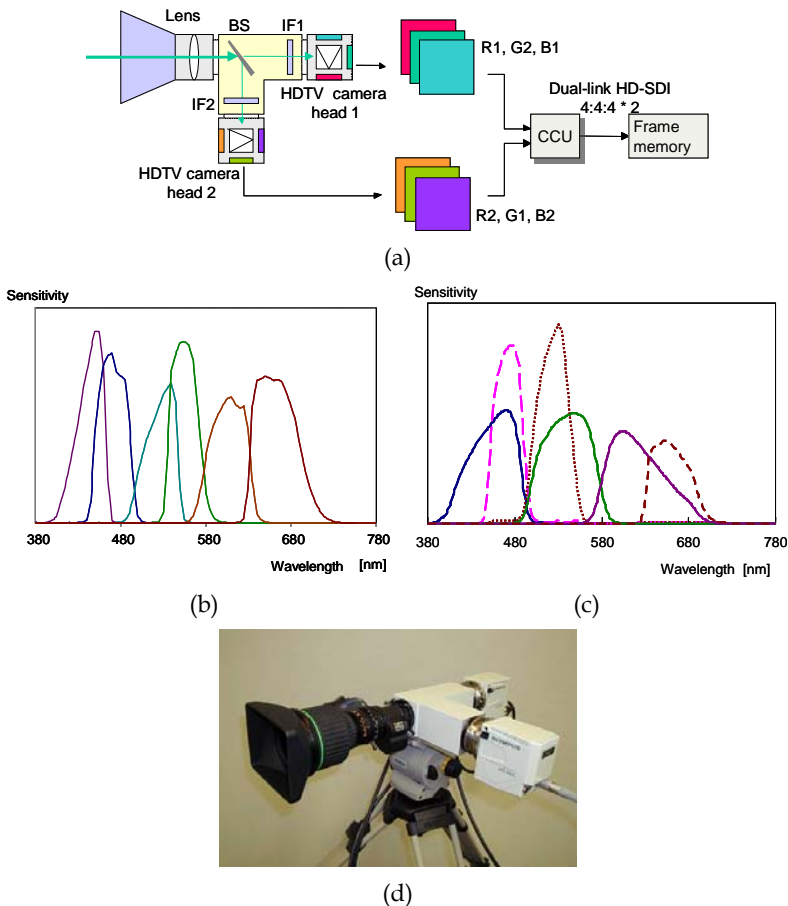 Lens
BS
IF1
IF2
HDTV camera
head 1
HDTV camera
head 2
R1, G2, B1
R2, G1, B2
Dual-link HD-SDI
4:4:4 * 2
CCU
Frame
memory
(a)
Sensitivity
380 480 580 680 780
Wavelength [nm]
(b)
Sensitivity
380 480 580 680 780
Wavelength [nm]
(c)
OLYMPUS
(d)